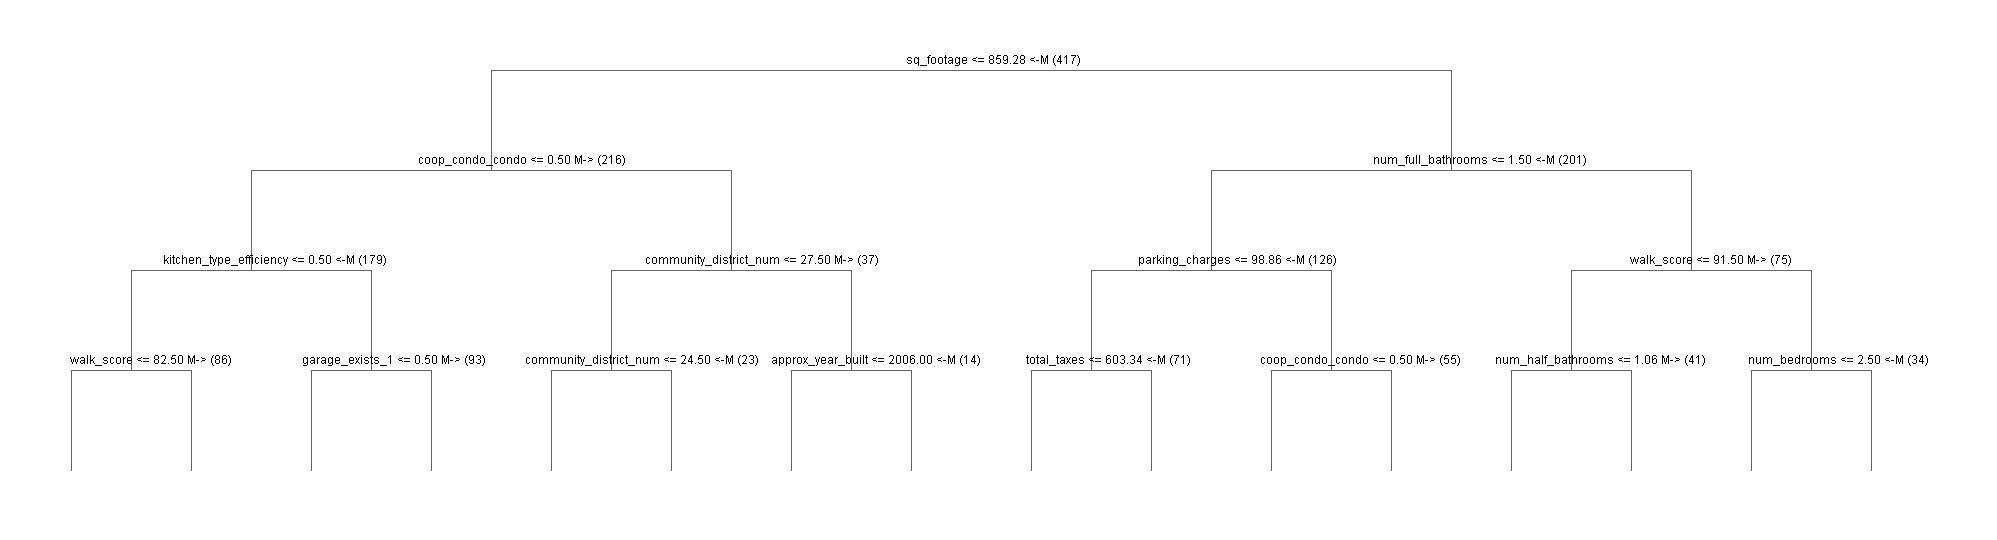 sq_footage <= 859.28 <-M (417)
coop_condo_condo <= 0.50 M-> (216)
num_full_bathrooms <= 1.50 <-M (201)
kitchen_type_efficiency <= 0.50 <-M (179)
community_district_num <= 27.50 M-> (37)
parking_charges <= 98.86 <-M (126)
walk_score <= 91.50 M-> (75)
walk_score <= 82.50 M-> (86)
garage_exists_1 <= 0.50 M-> (93)
community_district_num <= 24.50 <-M (23)
approx_year_built <= 2006.00 <-M (14)
total_taxes <= 603.34 <-M (71)
coop_condo_condo <= 0.50 M-> (55)
num_half_bathrooms <= 1.06 M-> (41)
num_bedrooms <= 2.50 <-M (34)